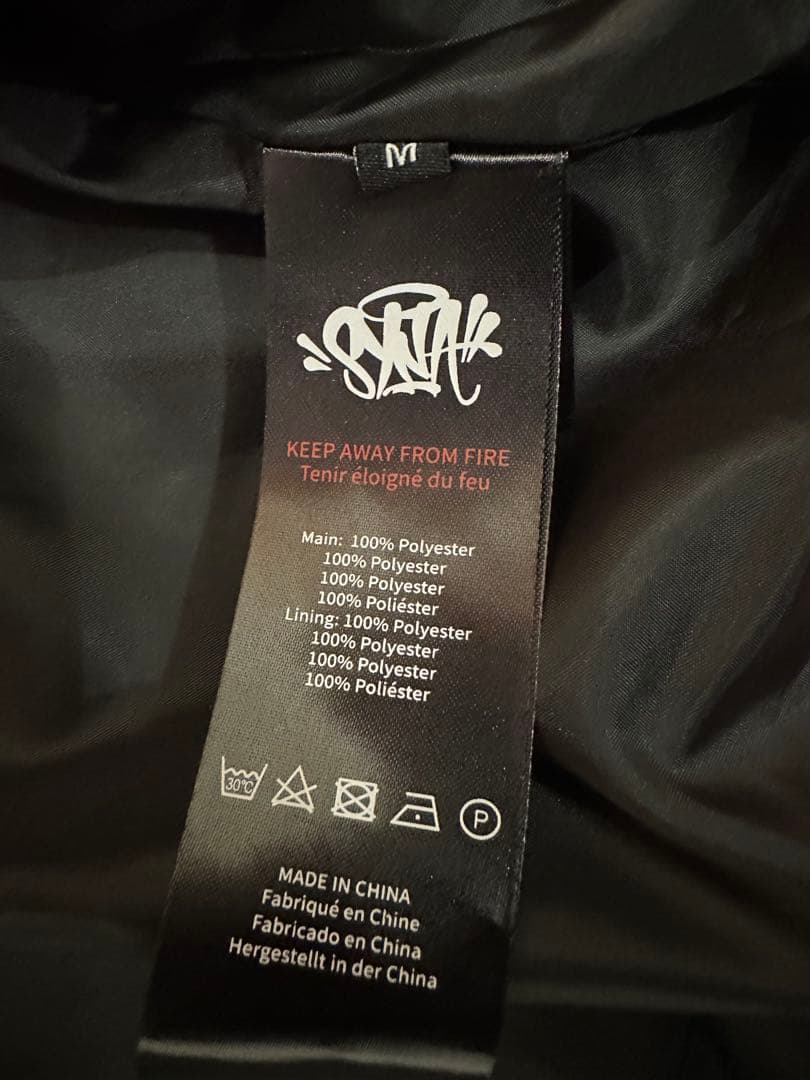 M
SYNA
KEEP AWAY FROM FIRE
Tenir éloigné du feu
Main: 100% Polyester
100% Polyester
100% Polyester
100% Poliéster
Lining: 100% Polyester
100% Polyester
100% Polyester
100% Poliéster
30°C
P
MADE IN CHINA
Fabriqué en Chine
Fabricado en China
Hergestellt in der China